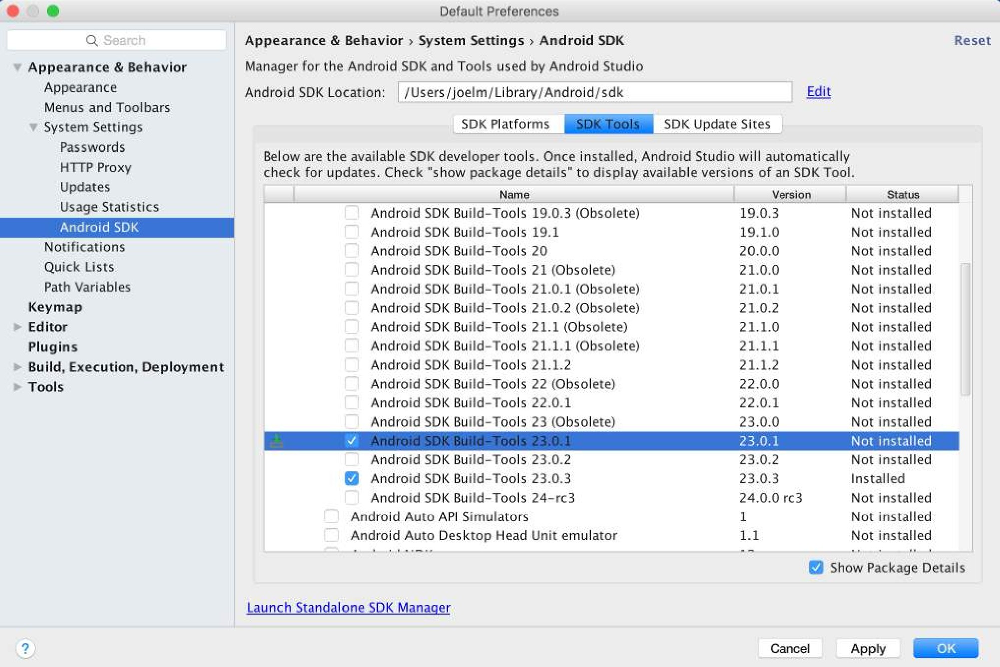 Default Preferences
Search
Appearance & Behavior
Appearance
Menus and Toolbars
System Settings
Passwords
HTTP Proxy
Updates
Usage Statistics
Android SDK
Notifications
Quick Lists
Path Variables
Keymap
Editor
Plugins
Build, Execution, Deployment
Tools
Appearance & Behavior › System Settings › Android SDK
Reset
Manager for the Android SDK and Tools used by Android Studio
Android SDK Location: /Users/joelm/Library/Android/sdk Edit
SDK Platforms SDK Tools SDK Update Sites
Below are the available SDK developer tools. Once installed, Android Studio will automatically
check for updates. Check "show package details" to display available versions of an SDK Tool.
Name Version Status
Android SDK Build-Tools 19.0.3 (Obsolete) 19.0.3 Not installed
Android SDK Build-Tools 19.1 19.1.0 Not installed
Android SDK Build-Tools 20 20.0.0 Not installed
Android SDK Build-Tools 21 (Obsolete) 21.0.0 Not installed
Android SDK Build-Tools 21.0.1 (Obsolete) 21.0.1 Not installed
Android SDK Build-Tools 21.0.2 (Obsolete) 21.0.2 Not installed
Android SDK Build-Tools 21.1 (Obsolete) 21.1.0 Not installed
Android SDK Build-Tools 21.1.1 (Obsolete) 21.1.1 Not installed
Android SDK Build-Tools 21.1.2 21.1.2 Not installed
Android SDK Build-Tools 22 (Obsolete) 22.0.0 Not installed
Android SDK Build-Tools 22.0.1 22.0.1 Not installed
Android SDK Build-Tools 23 (Obsolete) 23.0.0 Not installed
Android SDK Build-Tools 23.0.1 23.0.1 Not installed
Android SDK Build-Tools 23.0.2 23.0.2 Not installed
Android SDK Build-Tools 23.0.3 23.0.3 Installed
Android SDK Build-Tools 24-rc3 24.0.0 rc3 Not installed
Android Auto API Simulators 1 Not installed
Android Auto Desktop Head Unit emulator 1.1 Not installed
Show Package Details
Launch Standalone SDK Manager
?
Cancel Apply OK